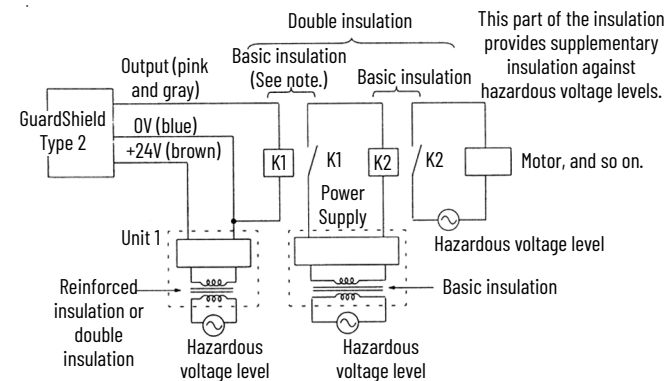 Double insulation
This part of the insulation
provides supplementary
insulation against
hazardous voltage levels.
Output (pink
and gray)
Basic insulation
(See note.)
Basic insulation
GuardShield
Type 2
0V (blue)
+24V (brown)
K1
K1
K2
K2
Motor, and so on.
Power
Supply
Unit 1
Hazardous voltage level
Reinforced
insulation or
double
insulation
Basic insulation
Hazardous
voltage level
Hazardous
voltage level